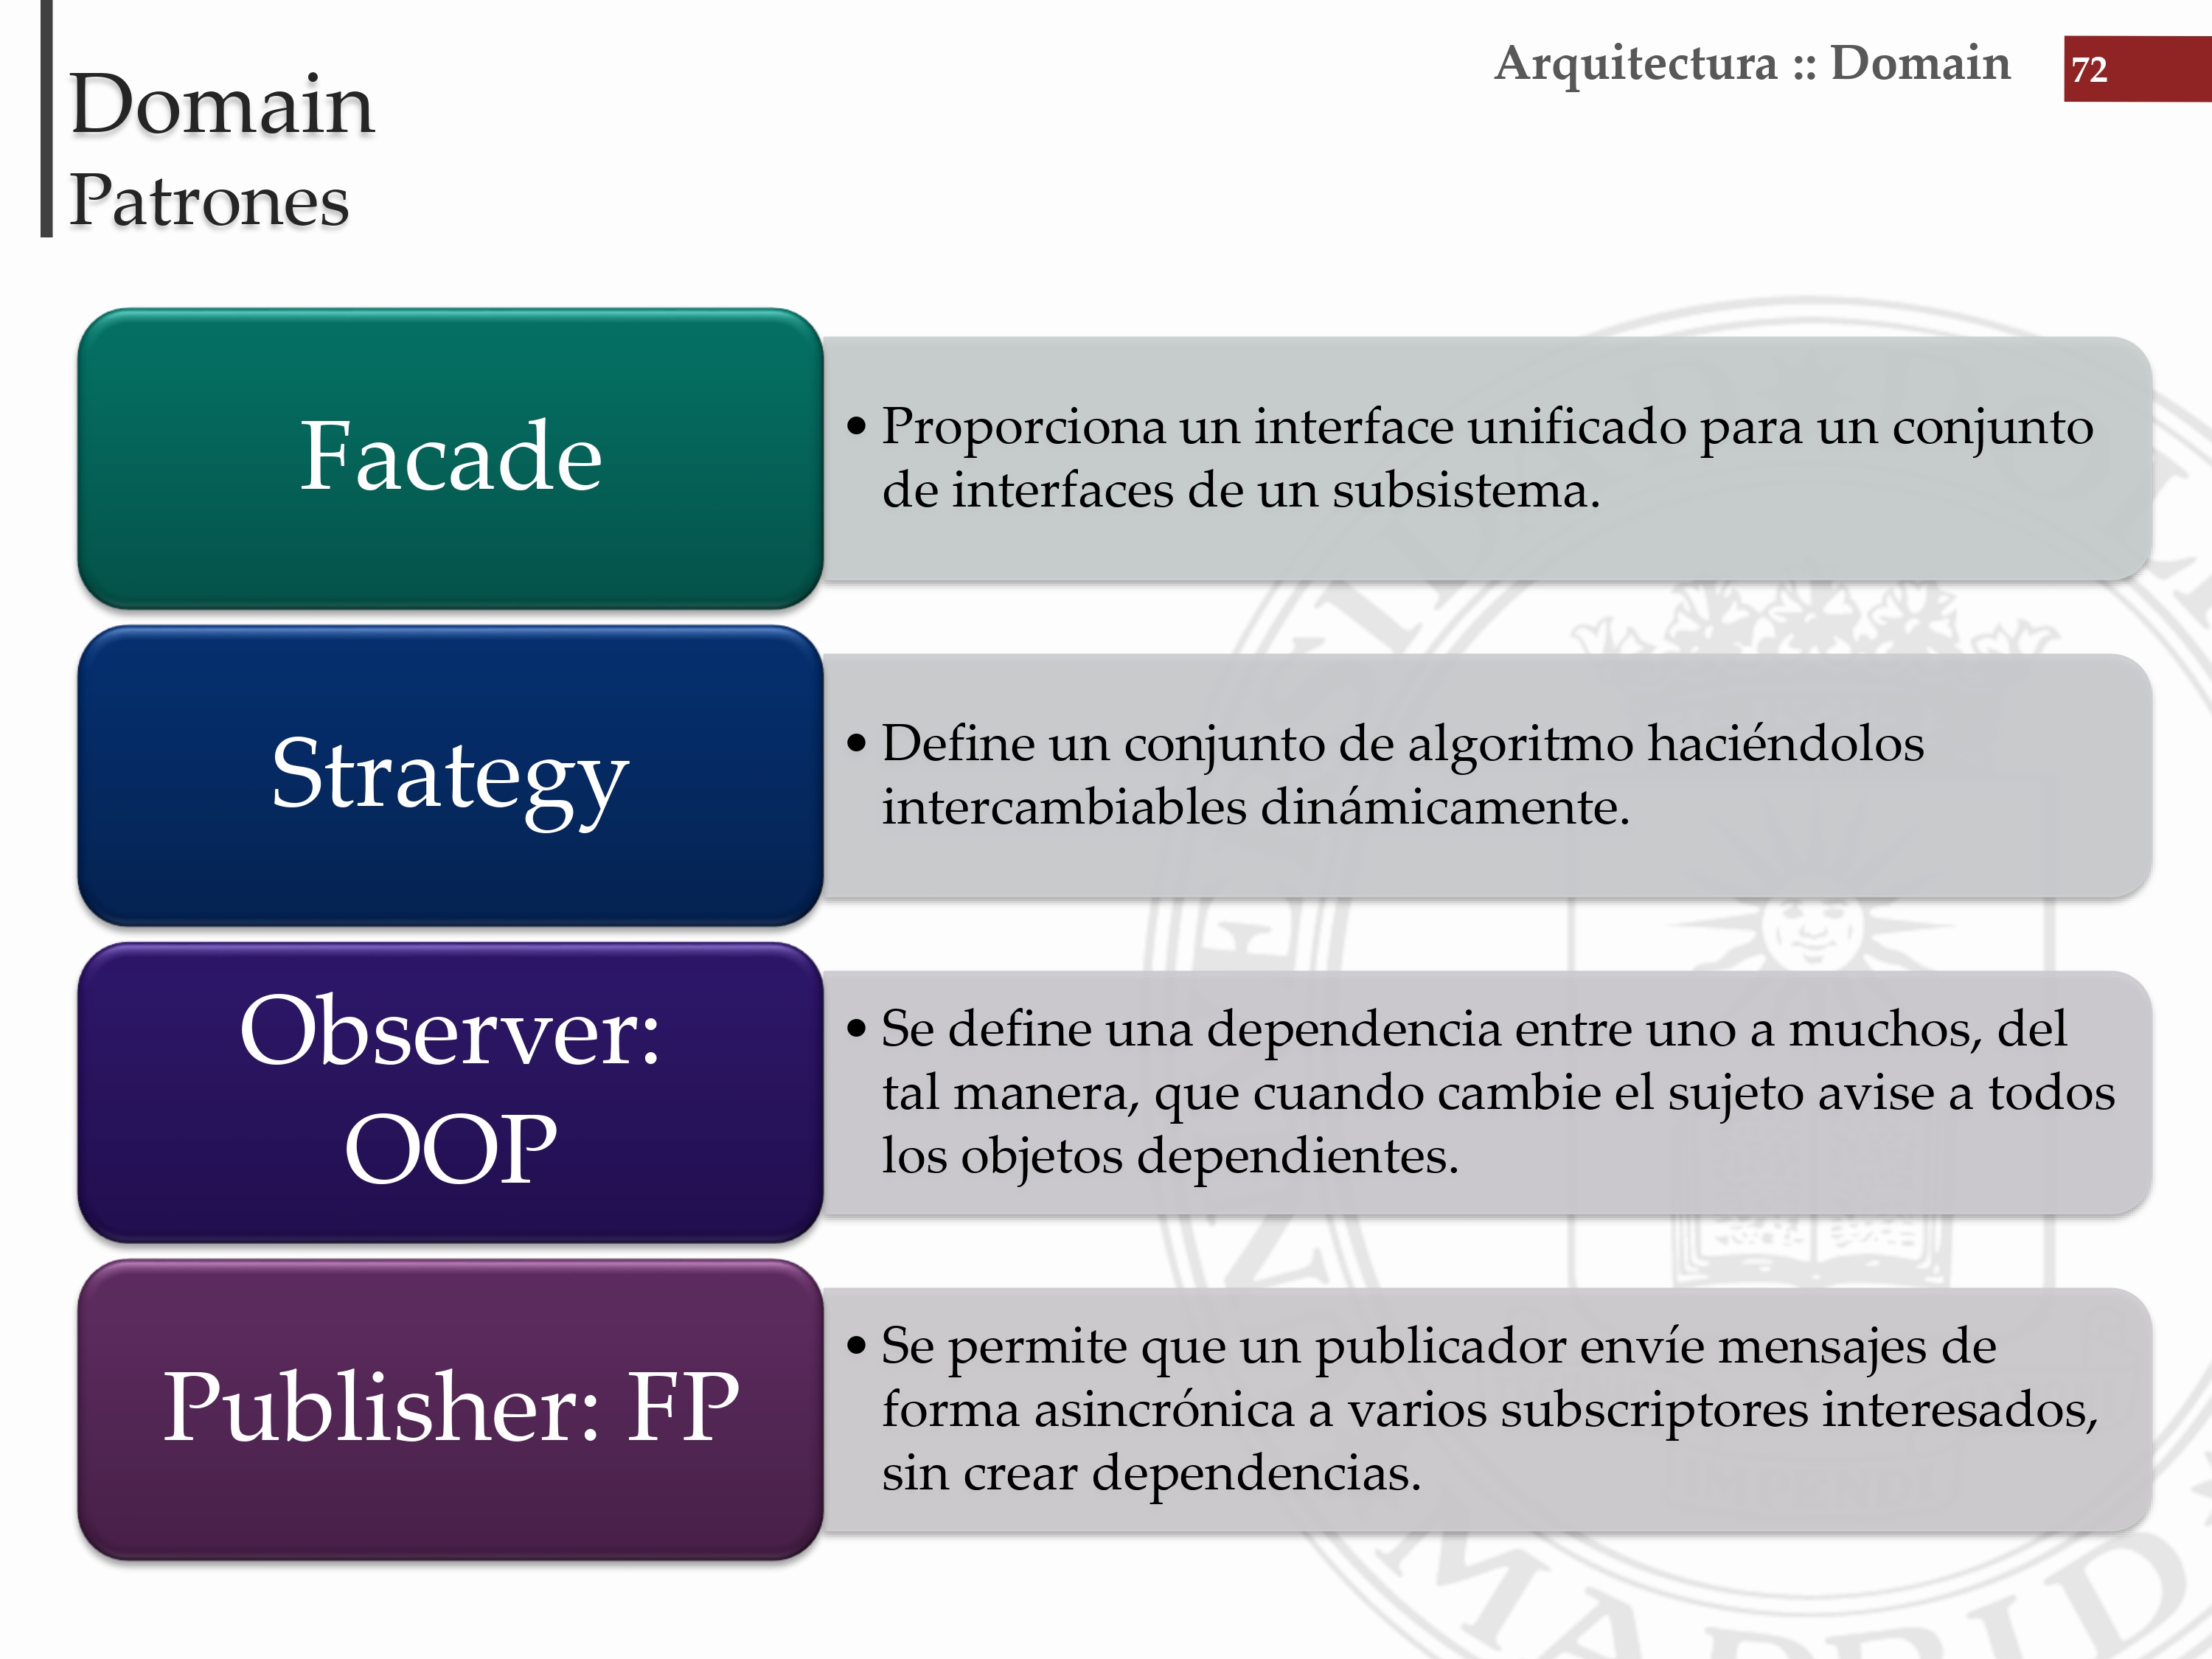 Arquitectura :: Domain
72
Domain
Patrones
Facade
• Proporciona un interface unificado para un conjunto
de interfaces de un subsistema.
Strategy
• Define un conjunto de algoritmo haciéndolos
intercambiables dinámicamente.
Observer:
OOP
• Se define una dependencia entre uno a muchos, del
tal manera, que cuando cambie el sujeto avise a todos
los objetos dependientes.
Publisher: FP
• Se permite que un publicador envíe mensajes de
forma asincrónica a varios subscriptores interesados,
sin crear dependencias.